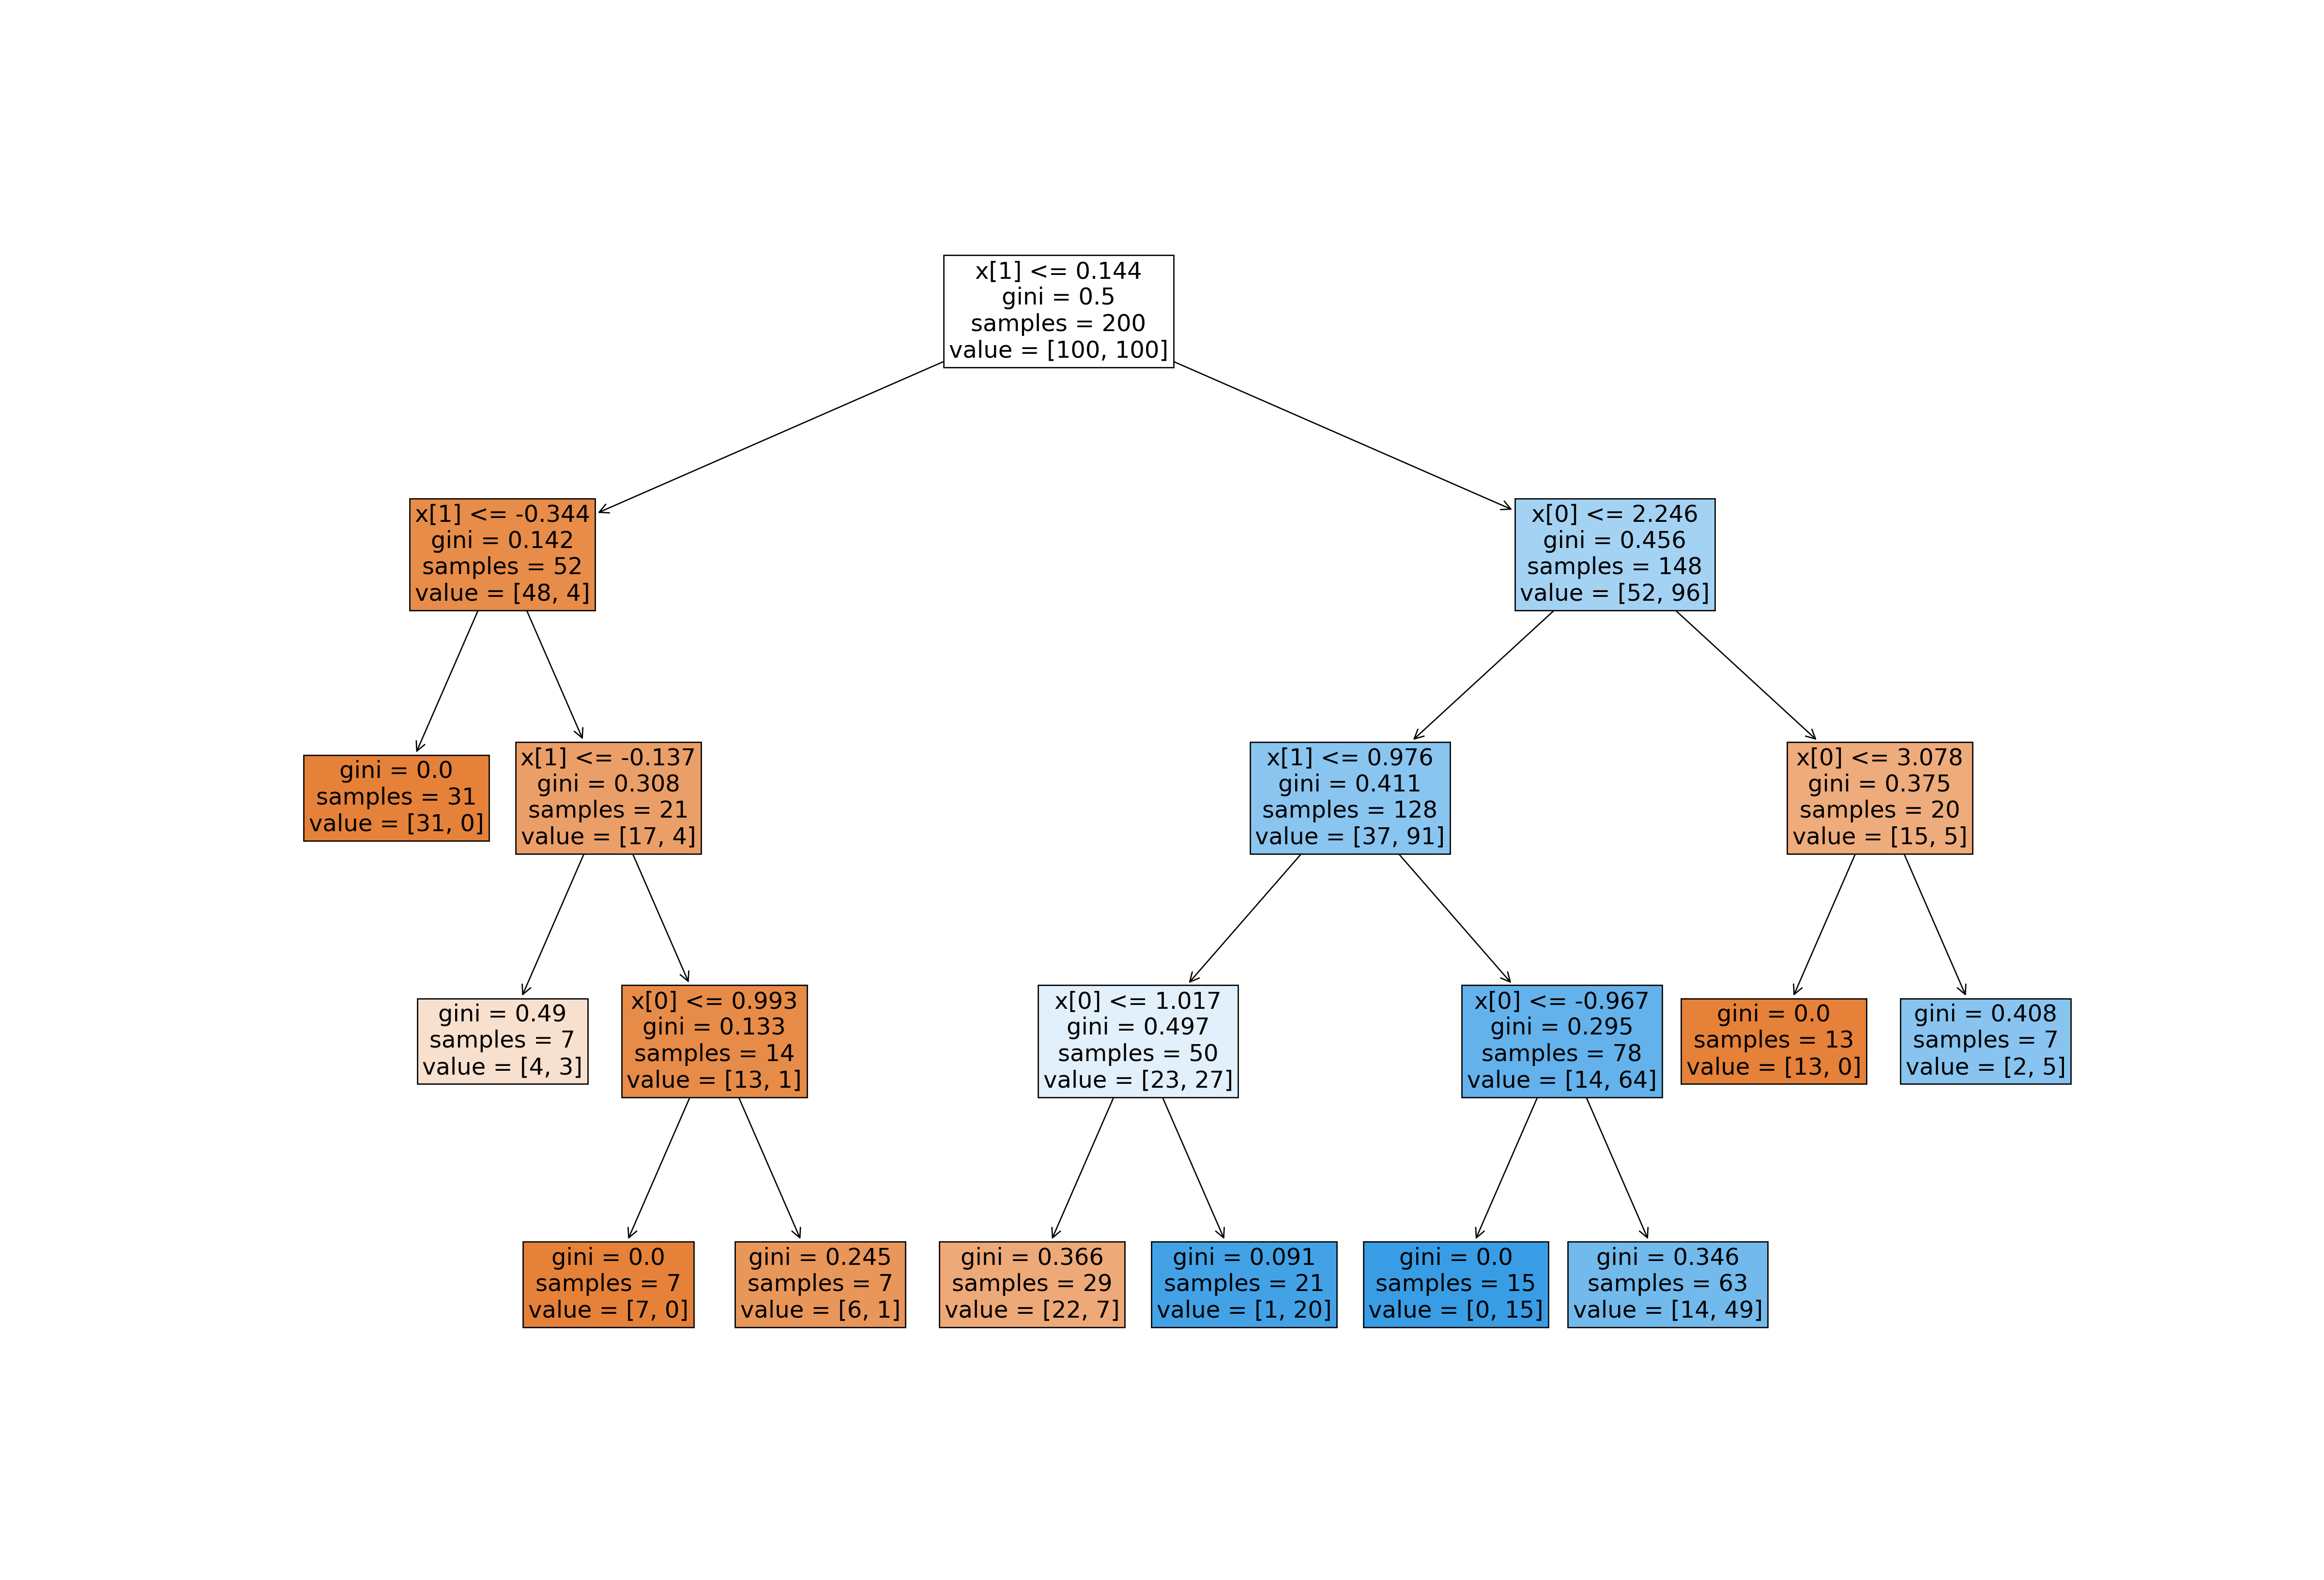 x[1] <= 0.144
gini = 0.5
samples = 200
value = [100, 100]
x[1] <= -0.344
gini = 0.142
samples = 52
value = [48, 4]
x[0] <= 2.246
gini = 0.456
samples = 148
value = [52, 96]
gini = 0.0
samples = 31
value = [31, 0]
x[1] <= -0.137
gini = 0.308
samples = 21
value = [17, 4]
x[1] <= 0.976
gini = 0.411
samples = 128
value = [37, 91]
x[0] <= 3.078
gini = 0.375
samples = 20
value = [15, 5]
gini = 0.49
samples = 7
value = [4, 3]
x[0] <= 0.993
gini = 0.133
samples = 14
value = [13, 1]
x[0] <= 1.017
gini = 0.497
samples = 50
value = [23, 27]
x[0] <= -0.967
gini = 0.295
samples = 78
value = [14, 64]
gini = 0.0
samples = 13
value = [13, 0]
gini = 0.408
samples = 7
value = [2, 5]
gini = 0.0
samples = 7
value = [7, 0]
gini = 0.245
samples = 7
value = [6, 1]
gini = 0.366
samples = 29
value = [22, 7]
gini = 0.091
samples = 21
value = [1, 20]
gini = 0.0
samples = 15
value = [0, 15]
gini = 0.346
samples = 63
value = [14, 49]